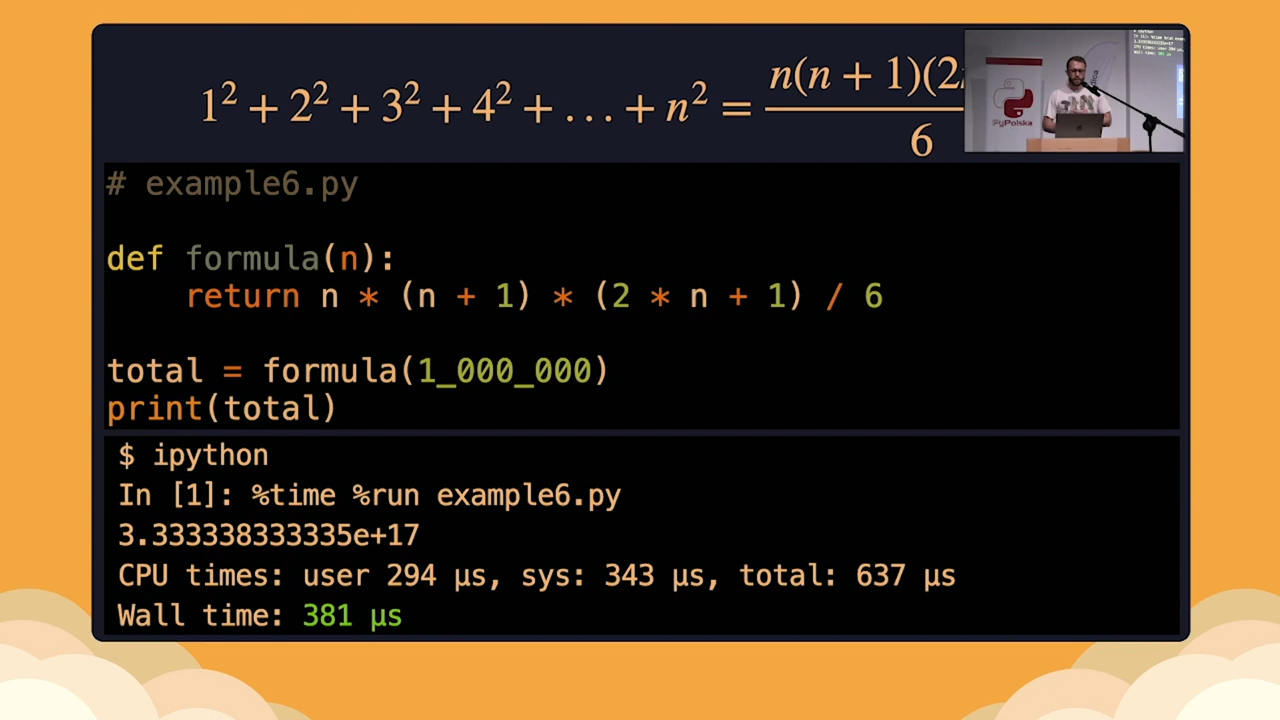 1² + 2² + 3² + 4² + … + n² = n(n + 1)(2 / 6
# example6.py
def formula(n):
    return n * (n + 1) * (2 * n + 1) / 6
total = formula(1_000_000)
print(total)
$ ipython
In [1]: %time %run example6.py
3.333338333335e+17
CPU times: user 294 µs, sys: 343 µs, total: 637 µs
Wall time: 381 µs
PyPolska